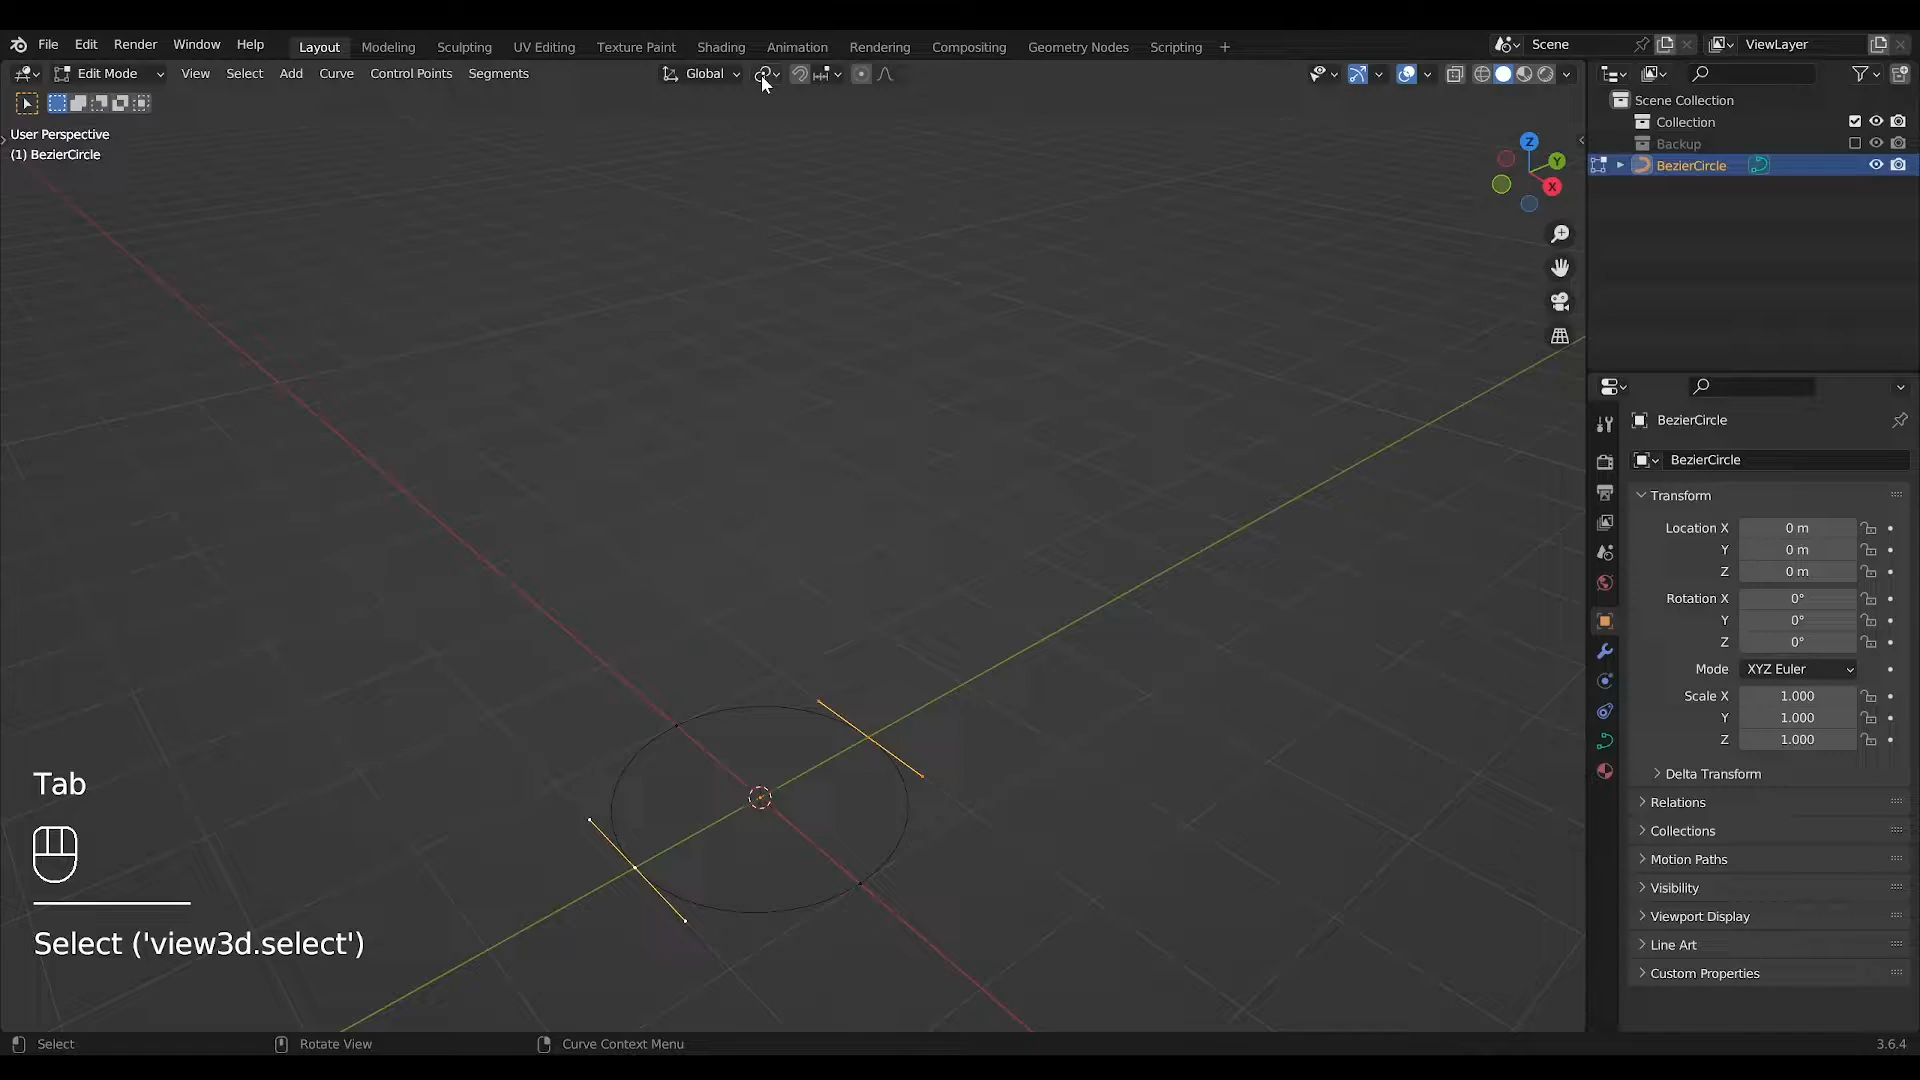 File Edit Render Window Help Layout Modeling Sculpting UV Editing Texture Paint Shading Animation Rendering Compositing Geometry Nodes Scripting + Scene ViewLayer
Edit Mode View Select Add Curve Control Points Segments Global
User Perspective
(1) BezierCircle
Z
Y
X
Scene Collection
Collection
Backup
BezierCircle
BezierCircle
BezierCircle
Transform
Location X 0 m
Y 0 m
Z 0 m
Rotation X 0°
Y 0°
Z 0°
Mode XYZ Euler
Scale X 1.000
Y 1.000
Z 1.000
Delta Transform
Relations
Collections
Motion Paths
Visibility
Viewport Display
Line Art
Custom Properties
Tab
Select ('view3d.select')
Select Rotate View Curve Context Menu 3.6.4